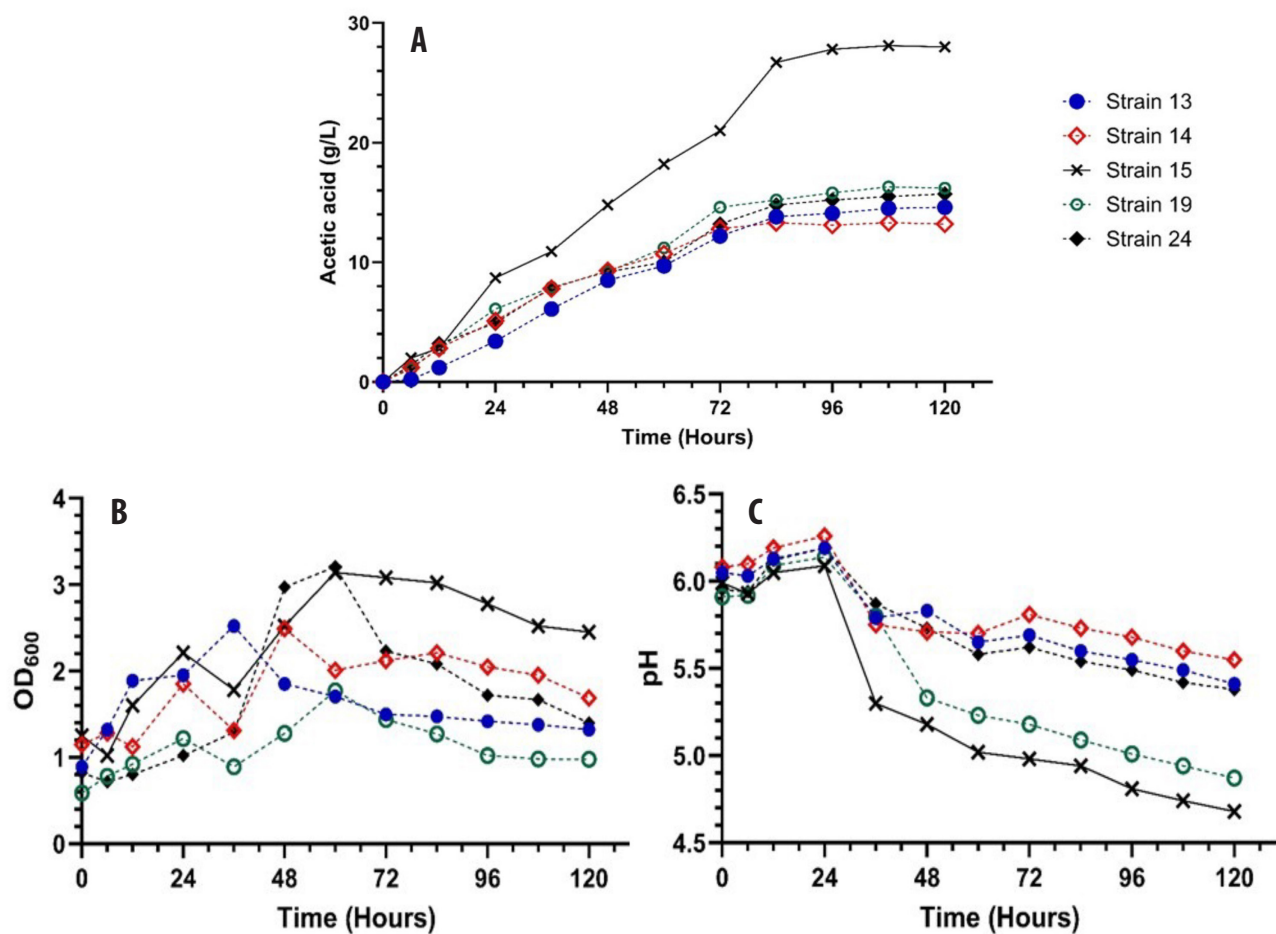 A
30
20
10
0
Acetic acid (g/L)
0 24 48 72 96 120
Time (Hours)
Strain 13
Strain 14
Strain 15
Strain 19
Strain 24
B
4
3
2
1
0
OD600
0 24 48 72 96 120
Time (Hours)
C
6.5
6.0
5.5
5.0
4.5
pH
0 24 48 72 96 120
Time (Hours)